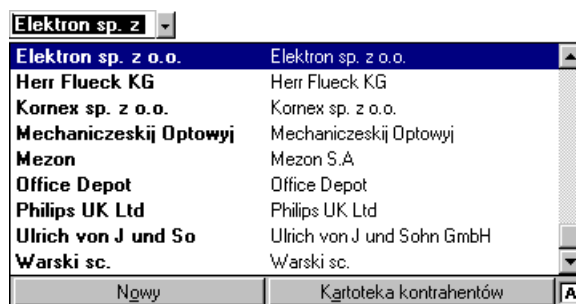 Elektron sp. z
Elektron sp. z o.o. Elektron sp. z o.o.
Herr Flueck KG Herr Flueck KG
Kornex sp. z o.o. Kornex sp. z o.o.
Mechaniczeskij Optowyj Mechaniczeskij Optowyj
Mezon Mezon S.A
Office Depot Office Depot
Philips UK Ltd Philips UK Ltd
Ulrich von J und So Ulrich von J und Sohn GmbH
Warski sc. Warski sc.
Nowy Kartoteka kontrahentów A